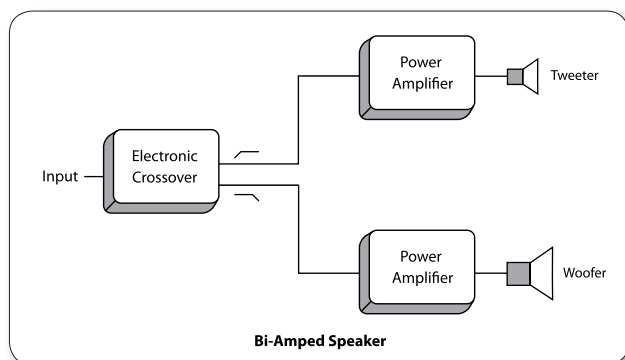 Power
Amplifier
Tweeter
Electronic
Crossover
Input
Power
Amplifier
Woofer
Bi-Amped Speaker